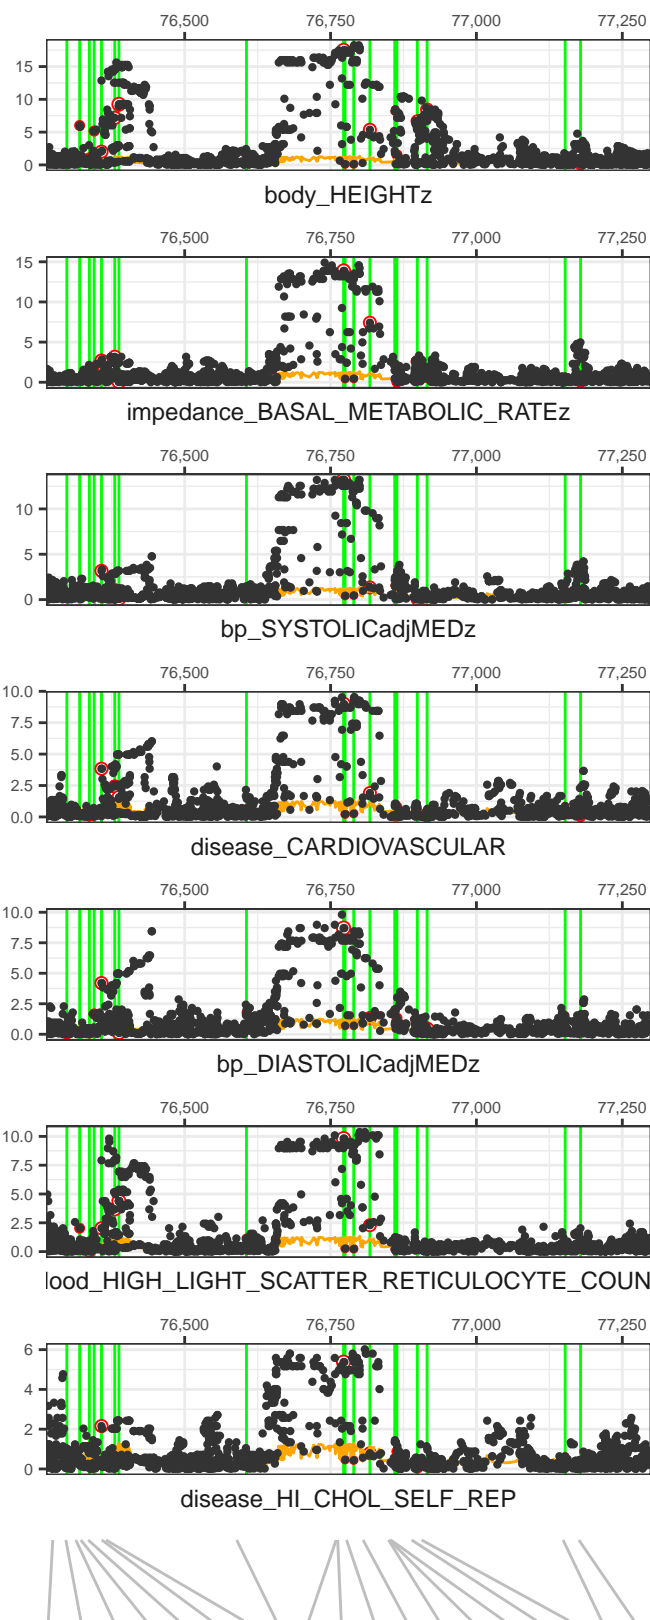 76,500 76,750 77,000 77,250
15
10
5
0
body_HEIGHTz
76,500 76,750 77,000 77,250
15
10
5
0
impedance_BASAL_METABOLIC_RATEz
76,500 76,750 77,000 77,250
10
5
0
bp_SYSTOLICadjMEDz
76,500 76,750 77,000 77,250
10.0
7.5
5.0
2.5
0.0
disease_CARDIOVASCULAR
76,500 76,750 77,000 77,250
10.0
7.5
5.0
2.5
0.0
bp_DIASTOLICadjMEDz
76,500 76,750 77,000 77,250
10.0
7.5
5.0
2.5
0.0
lood_HIGH_LIGHT_SCATTER_RETICULOCYTE_COUN
76,500 76,750 77,000 77,250
6
4
2
0
disease_HI_CHOL_SELF_REP